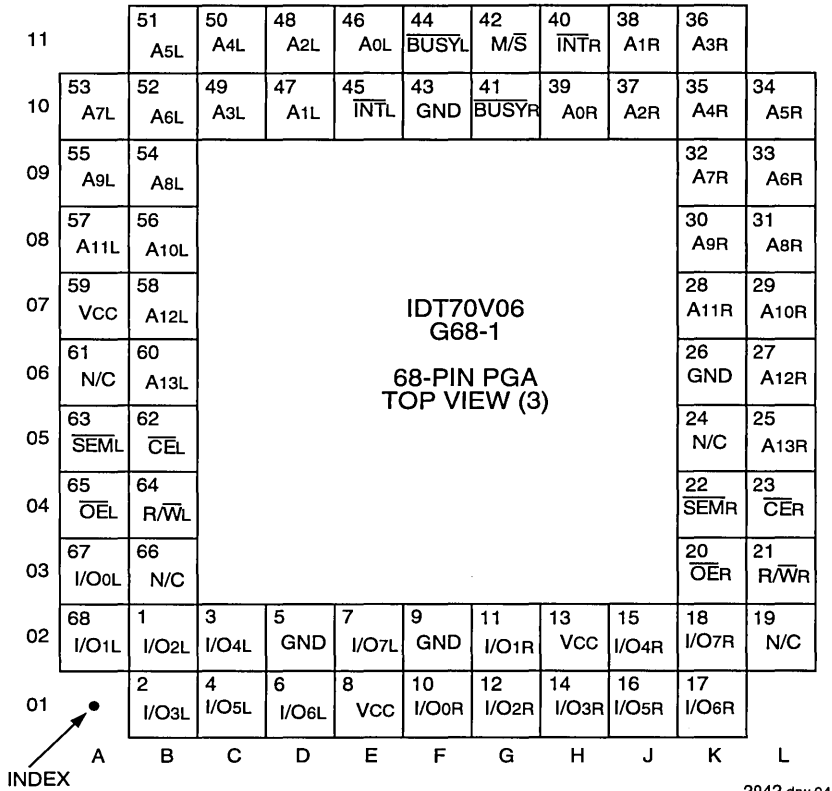 11 51 A5L 50 A4L 48 A2L 46 A0L 44 BUSYL 42 M/S 40 INTR 38 A1R 36 A3R
10 53 A7L 52 A6L 49 A3L 47 A1L 45 INTL 43 GND 41 BUSYR 39 A0R 37 A2R 35 A4R 34 A5R
09 55 A9L 54 A8L 32 A7R 33 A6R
08 57 A11L 56 A10L 30 A9R 31 A8R
07 59 VCC 58 A12L 28 A11R 29 A10R
IDT70V06
G68-1
06 61 N/C 60 A13L 26 GND 27 A12R
68-PIN PGA
TOP VIEW (3)
05 63 SEML 62 CEL 24 N/C 25 A13R
04 65 OEL 64 R/WL 22 SEMR 23 CER
03 67 I/O0L 66 N/C 20 OER 21 R/WR
02 68 I/O1L 1 I/O2L 3 I/O4L 5 GND 7 I/O7L 9 GND 11 I/O1R 13 VCC 15 I/O4R 18 I/O7R 19 N/C
01 2 I/O3L 4 I/O5L 6 I/O6L 8 VCC 10 I/O0R 12 I/O2R 14 I/O3R 16 I/O5R 17 I/O6R
A B C D E F G H J K L
INDEX